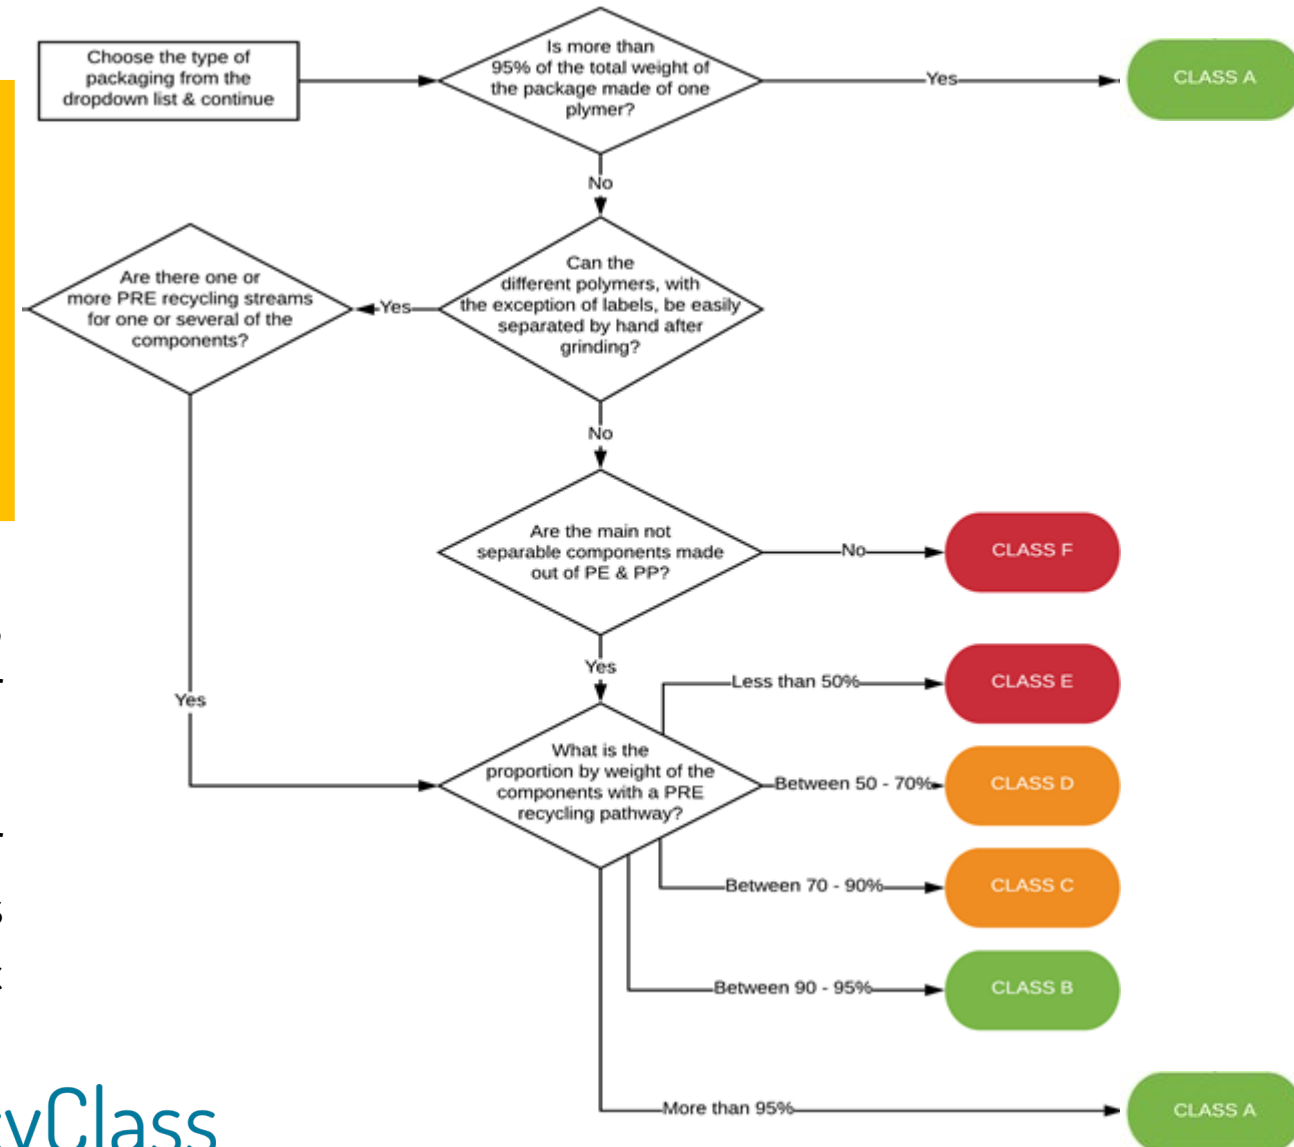 Choose the type of
packaging from the
dropdown list & continue
Is more than
95% of the total weight of
the package made of one
plymer?
Yes
CLASS A
No
Can the
different polymers, with
the exception of labels, be easily
separated by hand after
grinding?
Yes
Are there one or
more PRE recycling streams
for one or several of the
components?
No
Are the main not
separable components made
out of PE & PP?
No
CLASS F
Yes
Yes
What is the
proportion by weight of the
components with a PRE
recycling pathway?
Less than 50%
CLASS E
Between 50 - 70%
CLASS D
Between 70 - 90%
CLASS C
Between 90 - 95%
CLASS B
More than 95%
CLASS A
yClass